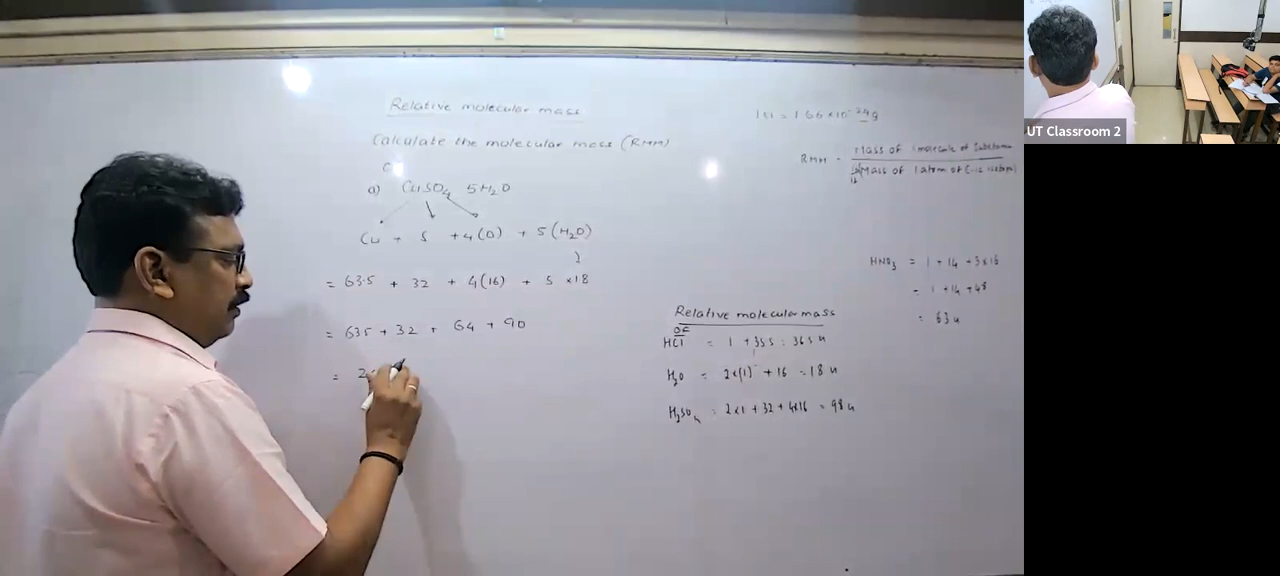 Relative molecular mass
Calculate the molecular mass (RMM)
C
a) CuSO4 5H2O
Cu + S + 4(O) + 5(H2O)
= 63.5 + 32 + 4(16) + 5 × 18
= 63.5 + 32 + 64 + 90
= 2
1u = 1.66 × 10^-24 g
RMM = Mass of 1 molecule of Substance
1/12 Mass of 1 atom of C-12 isotope)
HNO3 = 1 + 14 + 3×16
= 1 + 14 + 48
= 63 u
Relative molecular mass
of
HCl = 1 + 35.5 = 36.5 u
H2O = 2×(1) + 16 = 18 u
H2SO4 = 2×1 + 32 + 4×16 = 98 u
UT Classroom 2